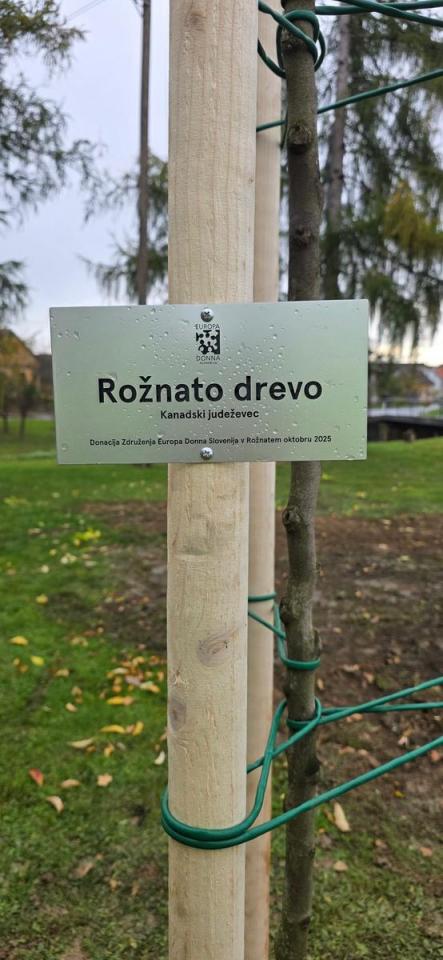 EUROPA
DONNA
Rožnato drevo
Kanadski judeževec
Donacija Združenja Europa Donna Slovenija v Rožnatem oktobru 2025